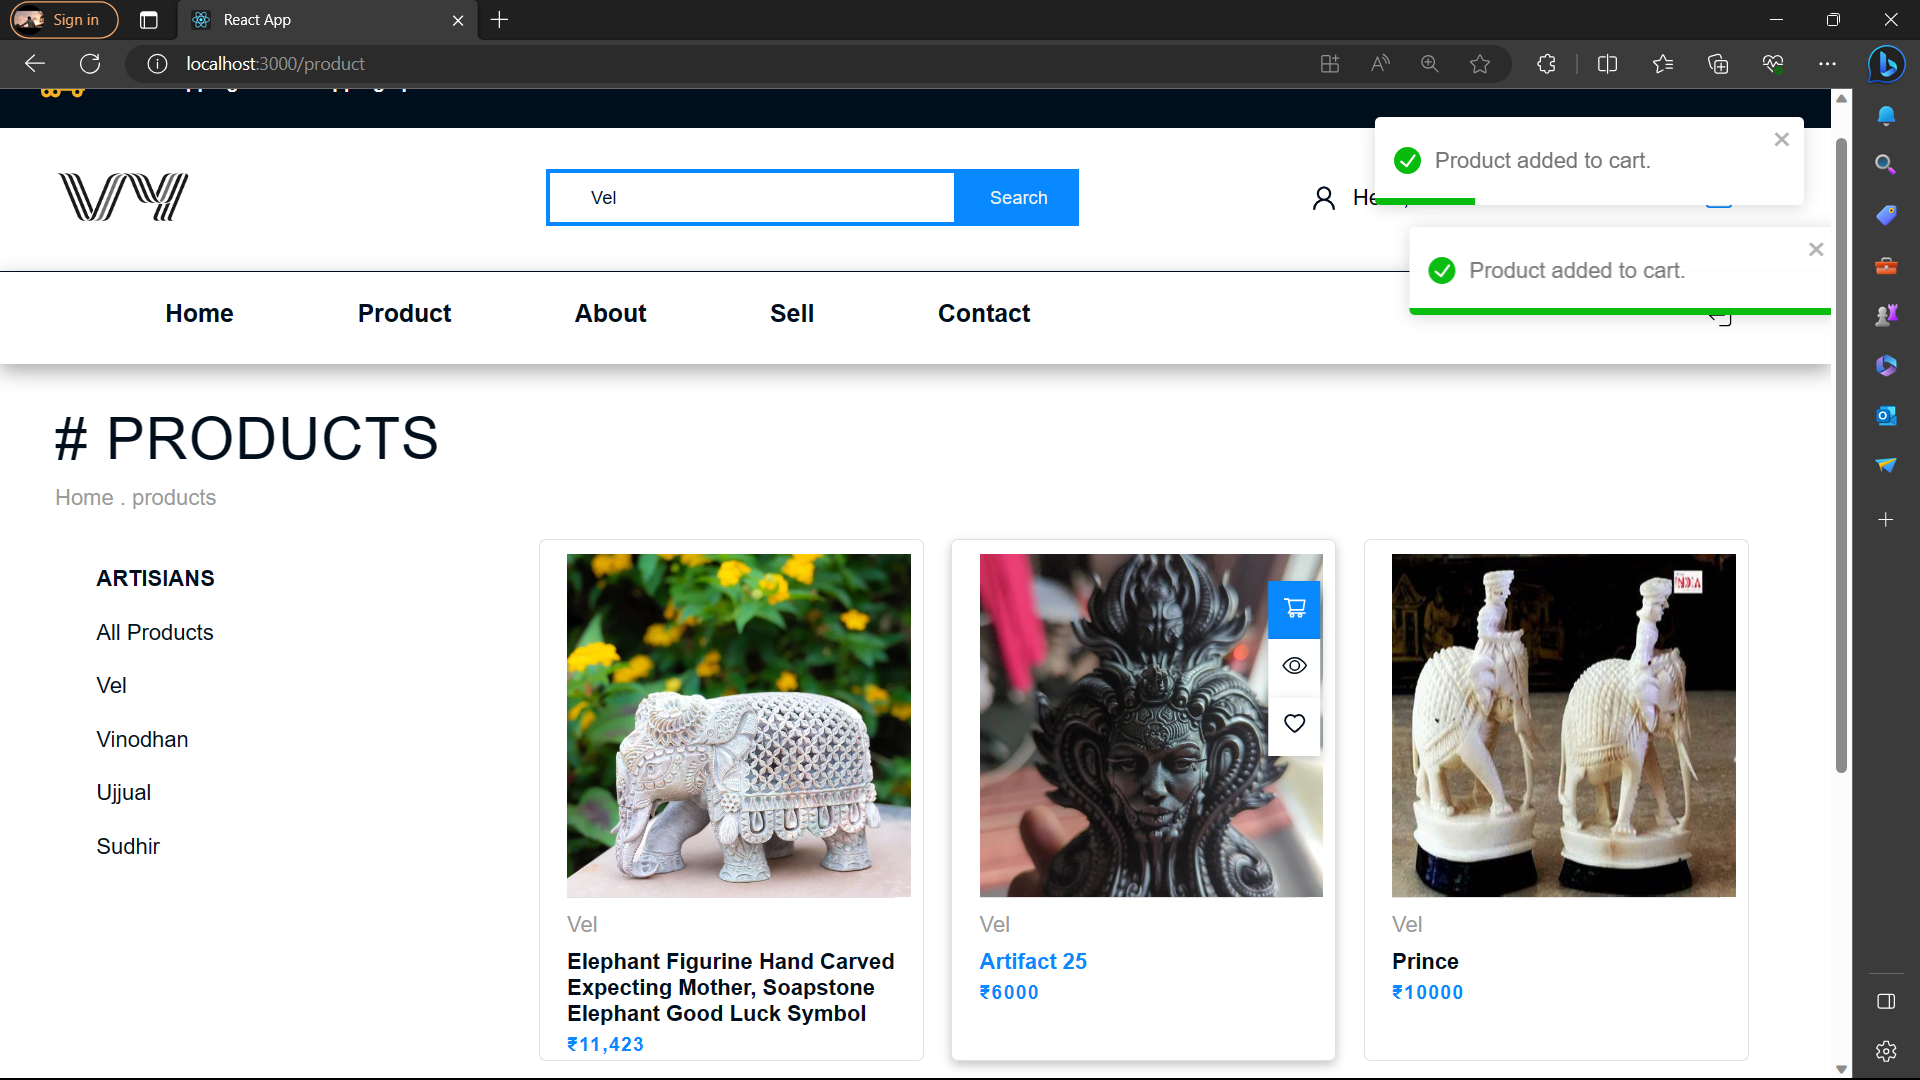 Sign in
React App
localhost:3000/product
VY
Vel
Search
Product added to cart.
Product added to cart.
Home
Product
About
Sell
Contact
# PRODUCTS
Home . products
ARTISIANS
All Products
Vel
Vinodhan
Ujjual
Sudhir
INDIA
Vel
Elephant Figurine Hand Carved
Expecting Mother, Soapstone
Elephant Good Luck Symbol
₹11,423
Vel
Artifact 25
₹6000
Vel
Prince
₹10000